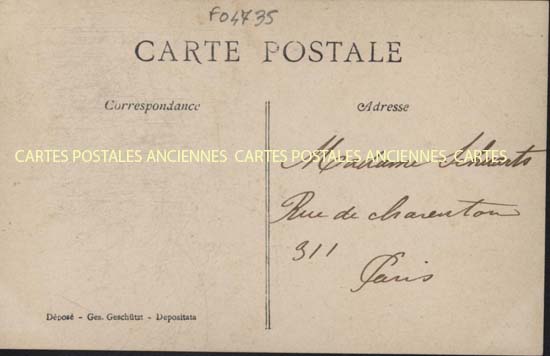 F04735
CARTE POSTALE
Correspondance
Adresse
CARTES POSTALES ANCIENNES CARTES POSTALES ANCIENNES CARTES
Madame
Rue de Charenton
311
Paris
Déposé - Ges. Geschützt - Depositata